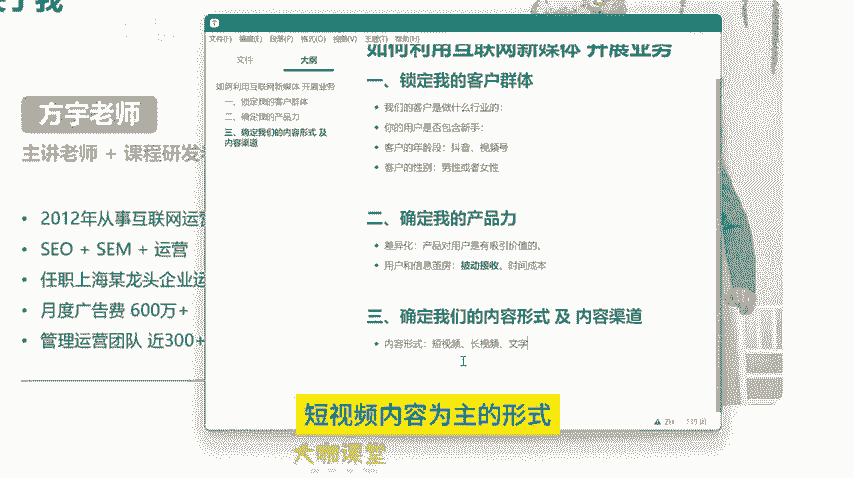 文件(F) 编辑(E) 段落(P) 格式(O) 视图(V) 主题(T) 帮助(H)
文件 大纲
如何利用互联网新媒体 开展业务
一、锁定我的客户群体
二、确定我的产品力
三、确定我们的内容形式 及
内容渠道
如何利用互联网新媒体 开展业务
一、锁定我的客户群体
我们的客户是做什么行业的：
你的用户是否包含新手：
客户的年龄段：抖音、视频号
客户的性别：男性或者女性
二、确定我的产品力
差异化：产品对用户是有吸引价值的。
用户和信息茧房：被动接收、时间成本
三、确定我们的内容形式 及 内容渠道
内容形式：短视频、长视频、文字
方宇老师
主讲老师 + 课程研发
• 2012年从事互联网运营
• SEO + SEM + 运营
• 任职上海某龙头企业运
• 月度广告费 600万+
• 管理运营团队 近300+
短视频内容为主的形式
大咖课堂